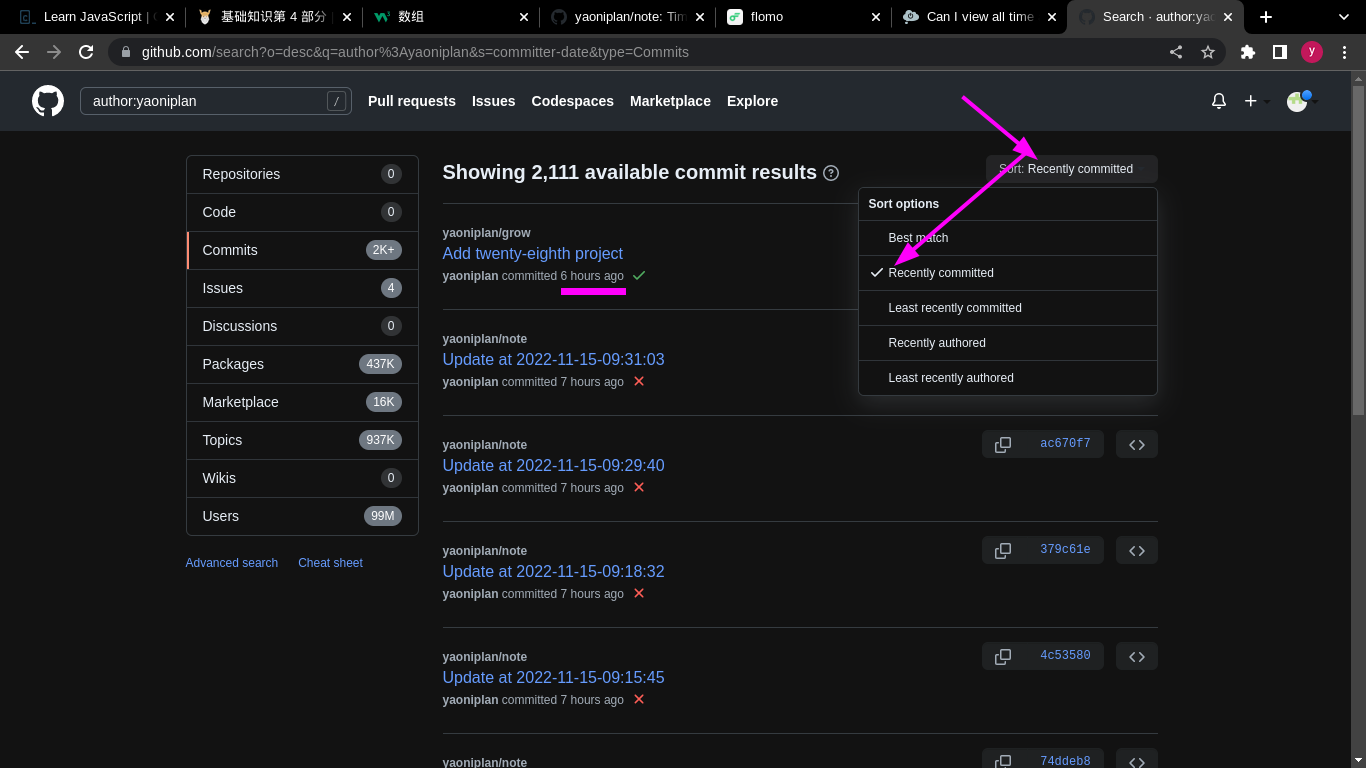 Learn JavaScript |
基础知识第 4 部分
数组
yaoniplan/note: Tim
flomo
Can I view all time
Search · author:yao
github.com/search?o=desc&q=author%3Ayaoniplan&s=committer-date&type=Commits
y
author:yaoniplan
/
Pull requests
Issues
Codespaces
Marketplace
Explore
Repositories 0
Code 0
Commits 2K+
Issues 4
Discussions 0
Packages 437K
Marketplace 16K
Topics 937K
Wikis 0
Users 99M
Advanced search
Cheat sheet
Showing 2,111 available commit results
Sort: Recently committed
Sort options
Best match
Recently committed
Least recently committed
Recently authored
Least recently authored
yaoniplan/grow
Add twenty-eighth project
yaoniplan committed 6 hours ago
yaoniplan/note
Update at 2022-11-15-09:31:03
yaoniplan committed 7 hours ago
yaoniplan/note
ac670f7
Update at 2022-11-15-09:29:40
yaoniplan committed 7 hours ago
yaoniplan/note
379c61e
Update at 2022-11-15-09:18:32
yaoniplan committed 7 hours ago
yaoniplan/note
4c53580
Update at 2022-11-15-09:15:45
yaoniplan committed 7 hours ago
yaoniplan/note
74ddeb8